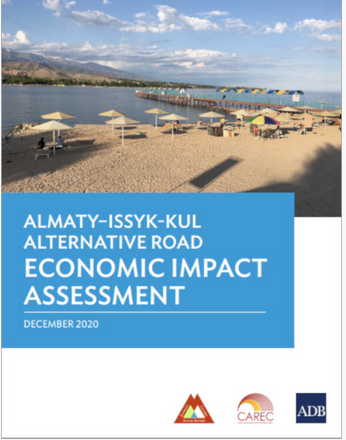 ALMATY–ISSYK-KUL
ALTERNATIVE ROAD
ECONOMIC IMPACT
ASSESSMENT
DECEMBER 2020
CAREC
ADB